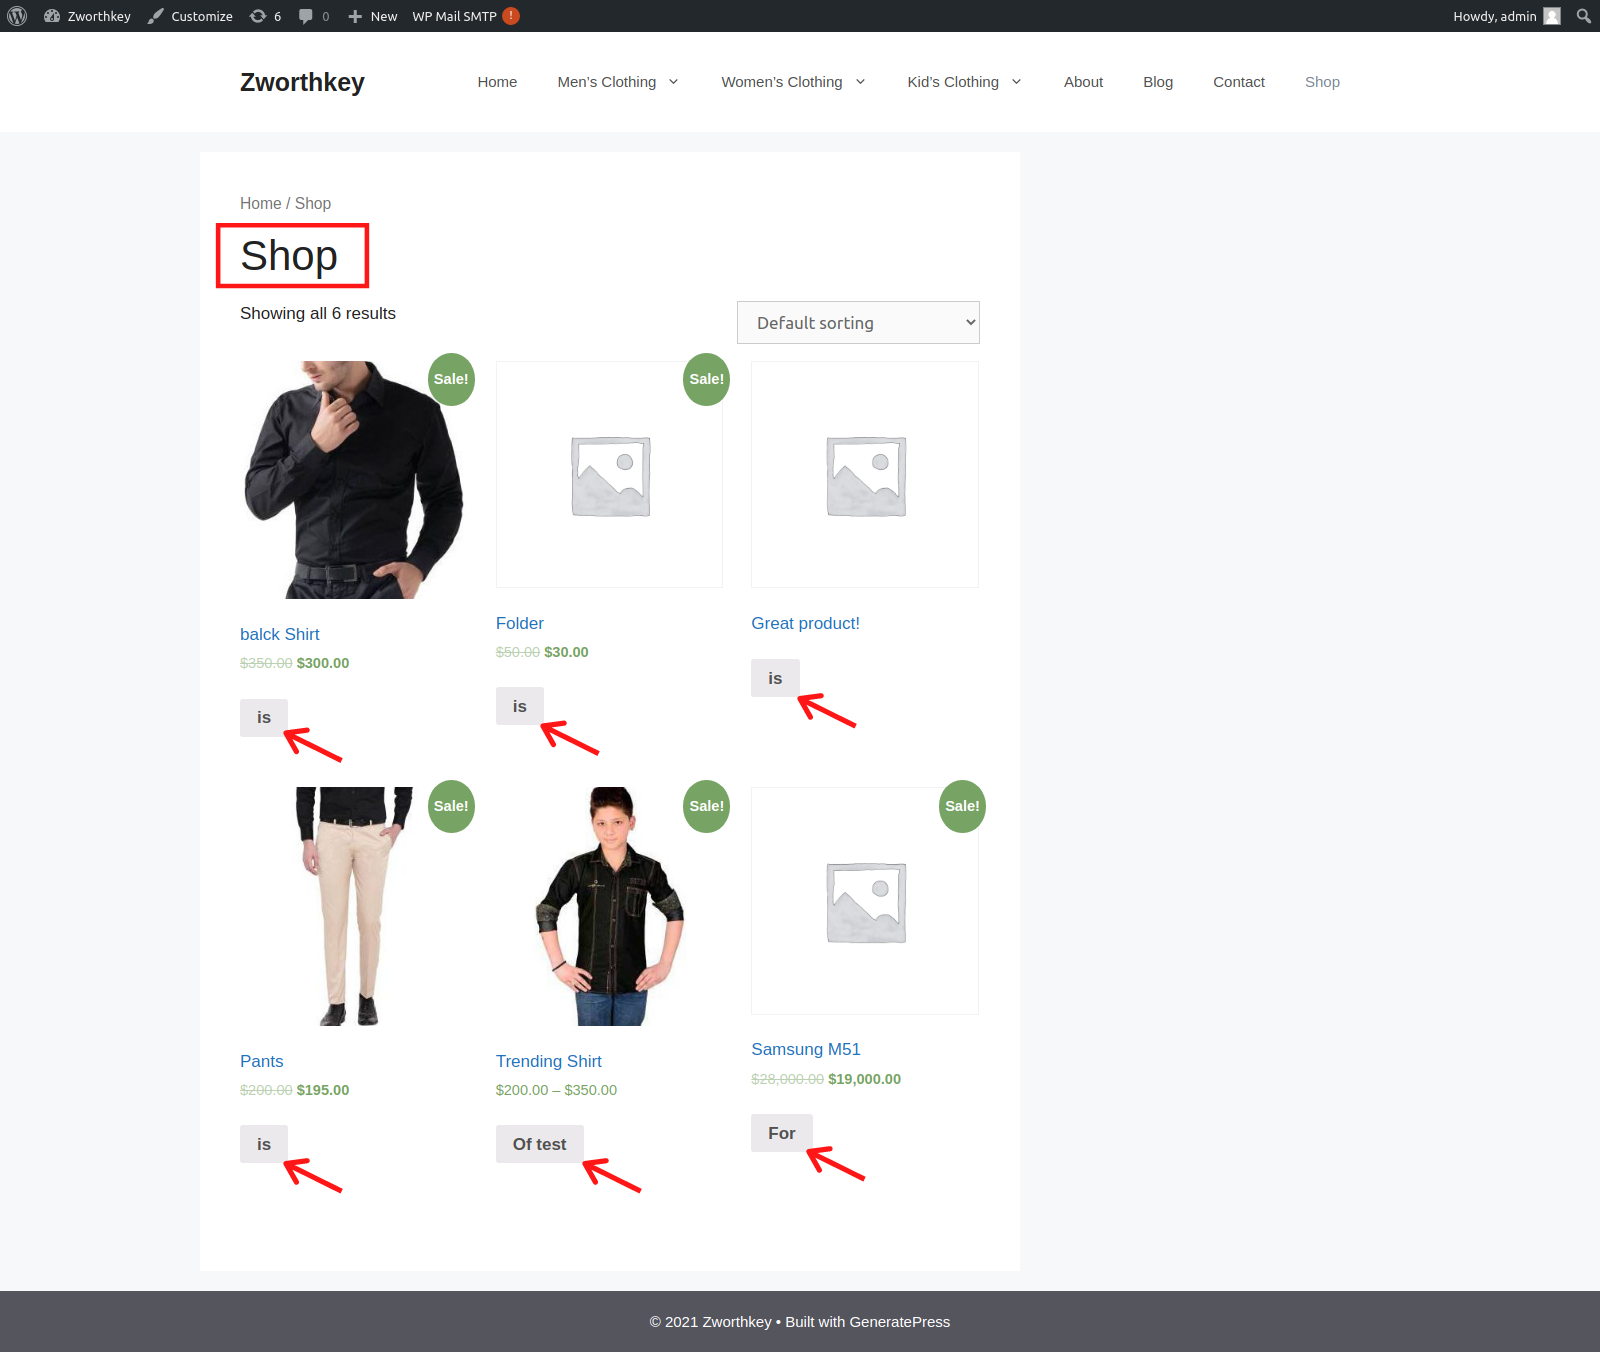 Zworthkey Customize 6 0 New WP Mail SMTP ! Howdy, admin
Zworthkey
Home Men’s Clothing Women’s Clothing Kid’s Clothing About Blog Contact Shop
Home / Shop
Shop
Showing all 6 results
Default sorting
Sale!
balck Shirt
$350.00 $300.00
is
Sale!
Folder
$50.00 $30.00
is
Great product!
is
Sale!
Pants
$200.00 $195.00
is
Sale!
Trending Shirt
$200.00 – $350.00
Of test
Sale!
Samsung M51
$28,000.00 $19,000.00
For
© 2021 Zworthkey • Built with GeneratePress